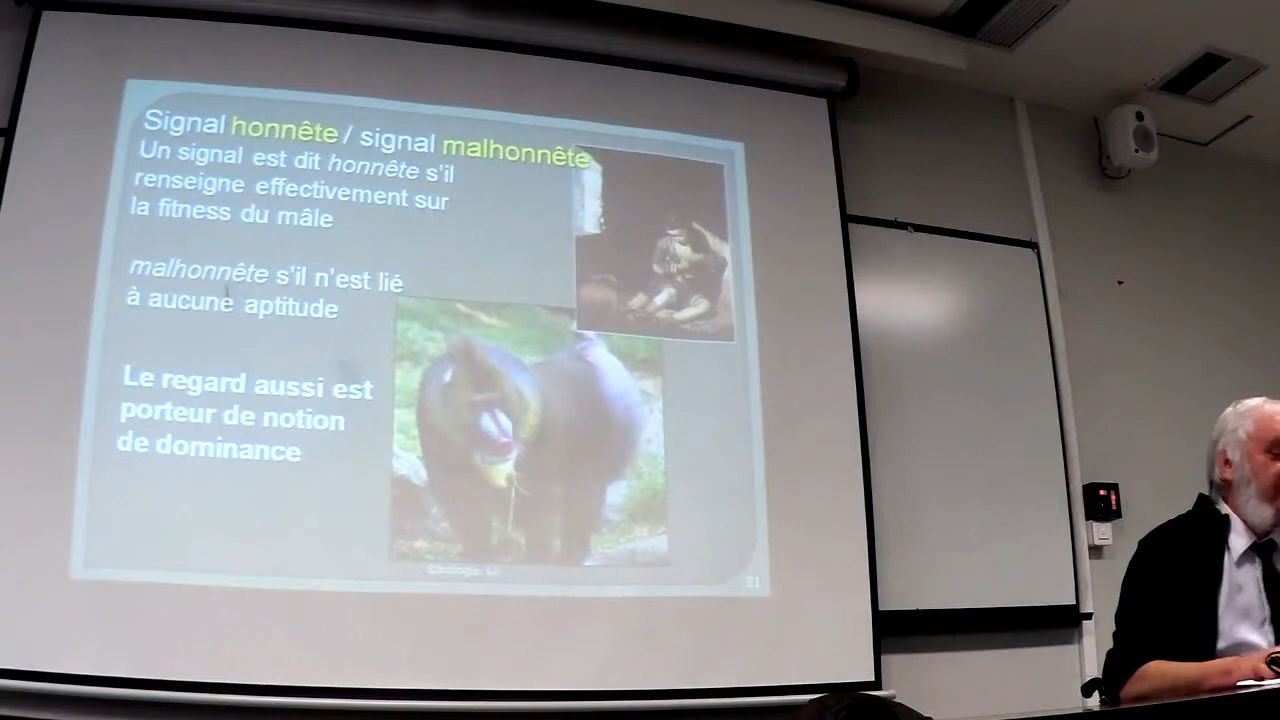 Signal honnête / signal malhonnête
Un signal est dit honnête s'il
renseigne effectivement sur
la fitness du mâle
malhonnête s'il n'est lié
à aucune aptitude
Le regard aussi est
porteur de notion
de dominance